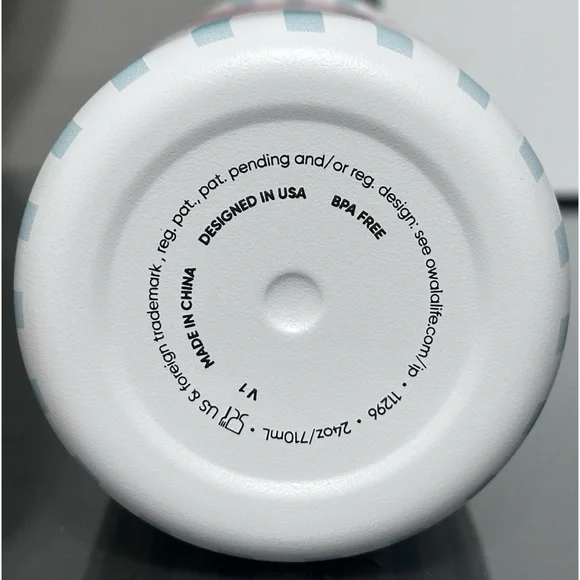 US & foreign trademark, reg. pat., pat. pending and/or reg. design: see owalalife.com/ip • 11296 • 24oz/710mL •
V1 MADE IN CHINA DESIGNED IN USA BPA FREE